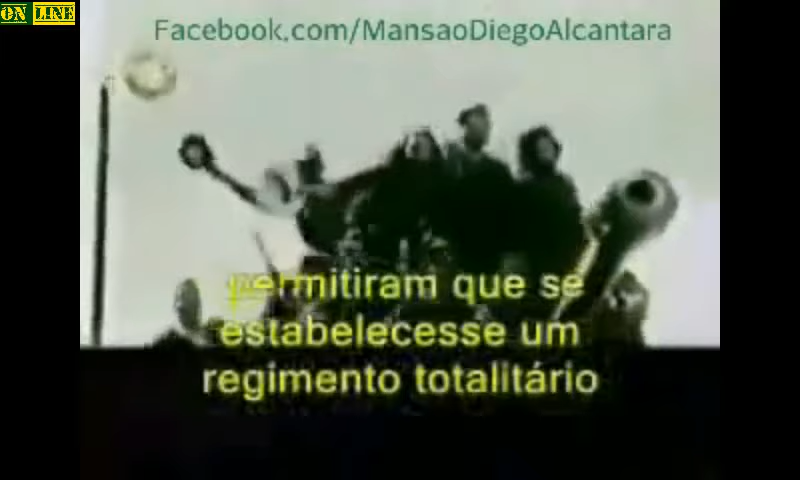 ON LINE
Facebook.com/MansaoDiegoAlcantara
permitiram que se
estabelecesse um
regimento totalitário